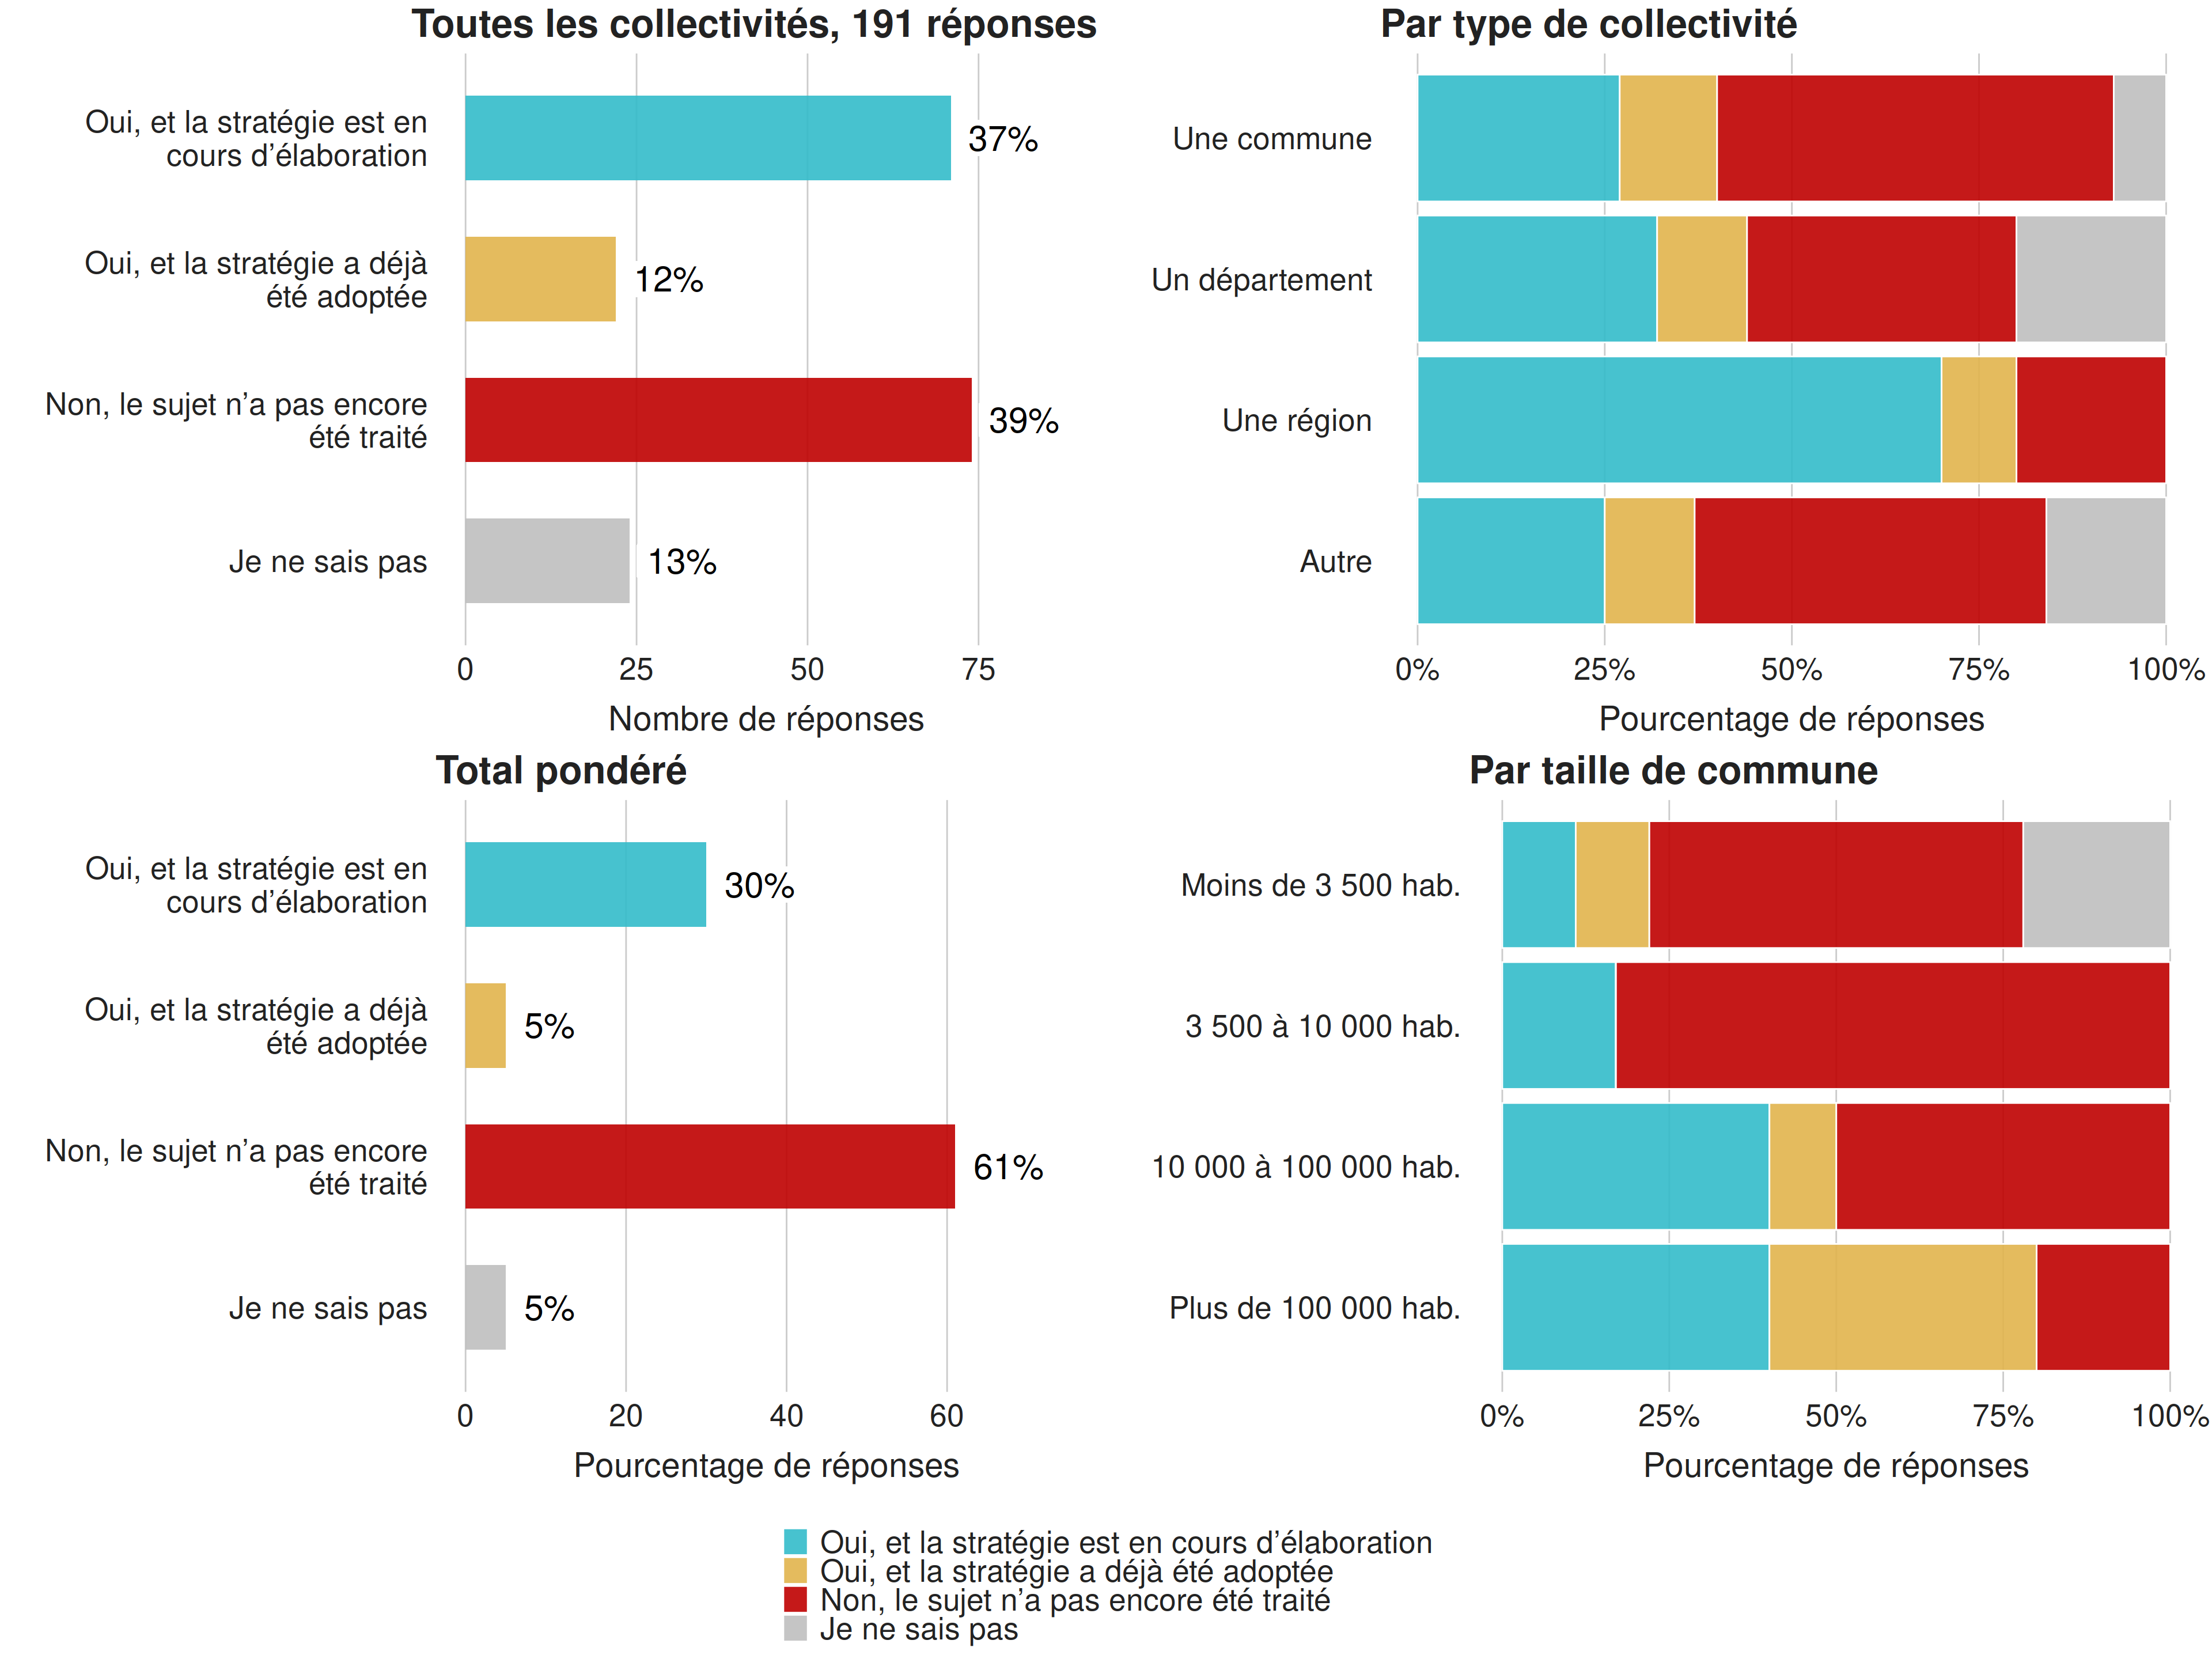 Toutes les collectivités, 191 réponses
Oui, et la stratégie est en
cours d’élaboration
37%
Oui, et la stratégie a déjà
été adoptée
12%
Non, le sujet n’a pas encore
été traité
39%
Je ne sais pas
13%
0 25 50 75
Nombre de réponses
Par type de collectivité
Une commune
Un département
Une région
Autre
0% 25% 50% 75% 100%
Pourcentage de réponses
Total pondéré
Oui, et la stratégie est en
cours d’élaboration
30%
Oui, et la stratégie a déjà
été adoptée
5%
Non, le sujet n’a pas encore
été traité
61%
Je ne sais pas
5%
0 20 40 60
Pourcentage de réponses
Par taille de commune
Moins de 3 500 hab.
3 500 à 10 000 hab.
10 000 à 100 000 hab.
Plus de 100 000 hab.
0% 25% 50% 75% 100%
Pourcentage de réponses
Oui, et la stratégie est en cours d’élaboration
Oui, et la stratégie a déjà été adoptée
Non, le sujet n’a pas encore été traité
Je ne sais pas